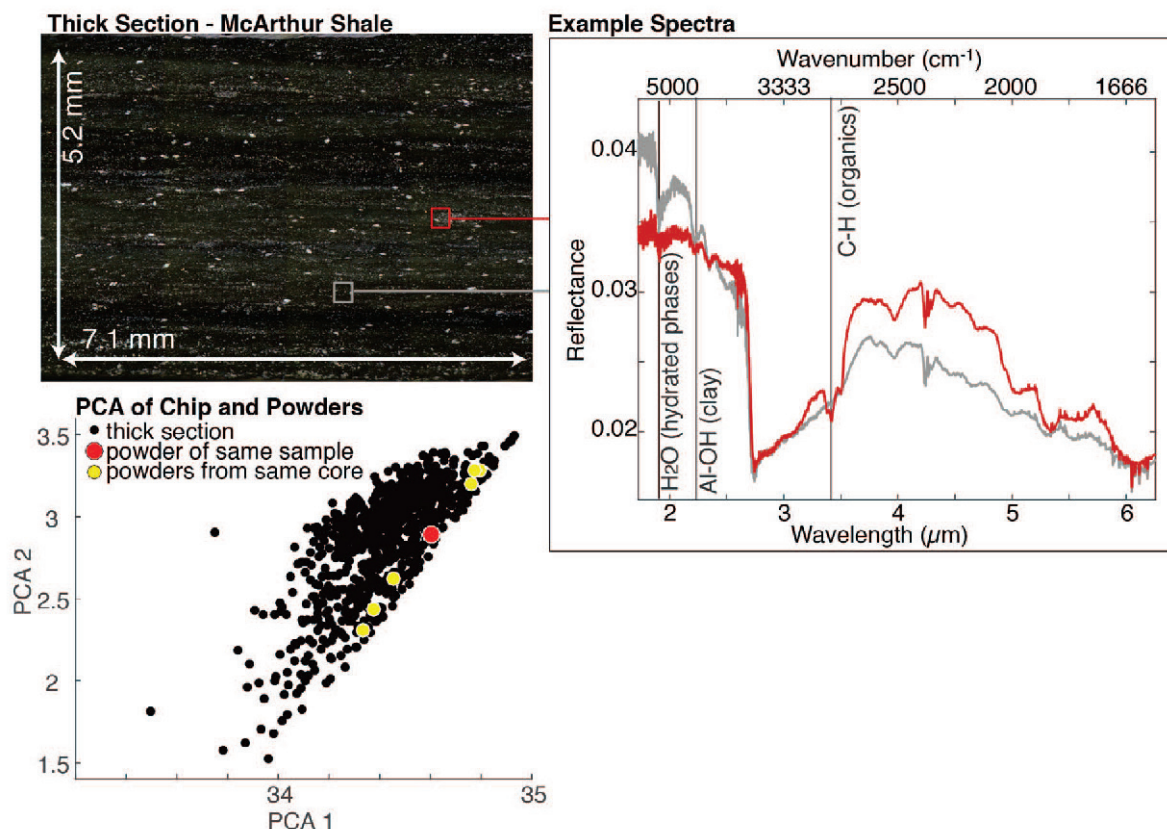 Thick Section - McArthur Shale
5.2 mm
7.1 mm
Example Spectra
Wavenumber (cm-1)
5000 3333 2500 2000 1666
Reflectance
0.04
0.03
0.02
H2O (hydrated phases)
Al-OH (clay)
C-H (organics)
2 3 4 5 6
Wavelength (µm)
PCA of Chip and Powders
thick section
powder of same sample
powders from same core
PCA 2
3.5
3
2.5
2
1.5
34 35
PCA 1